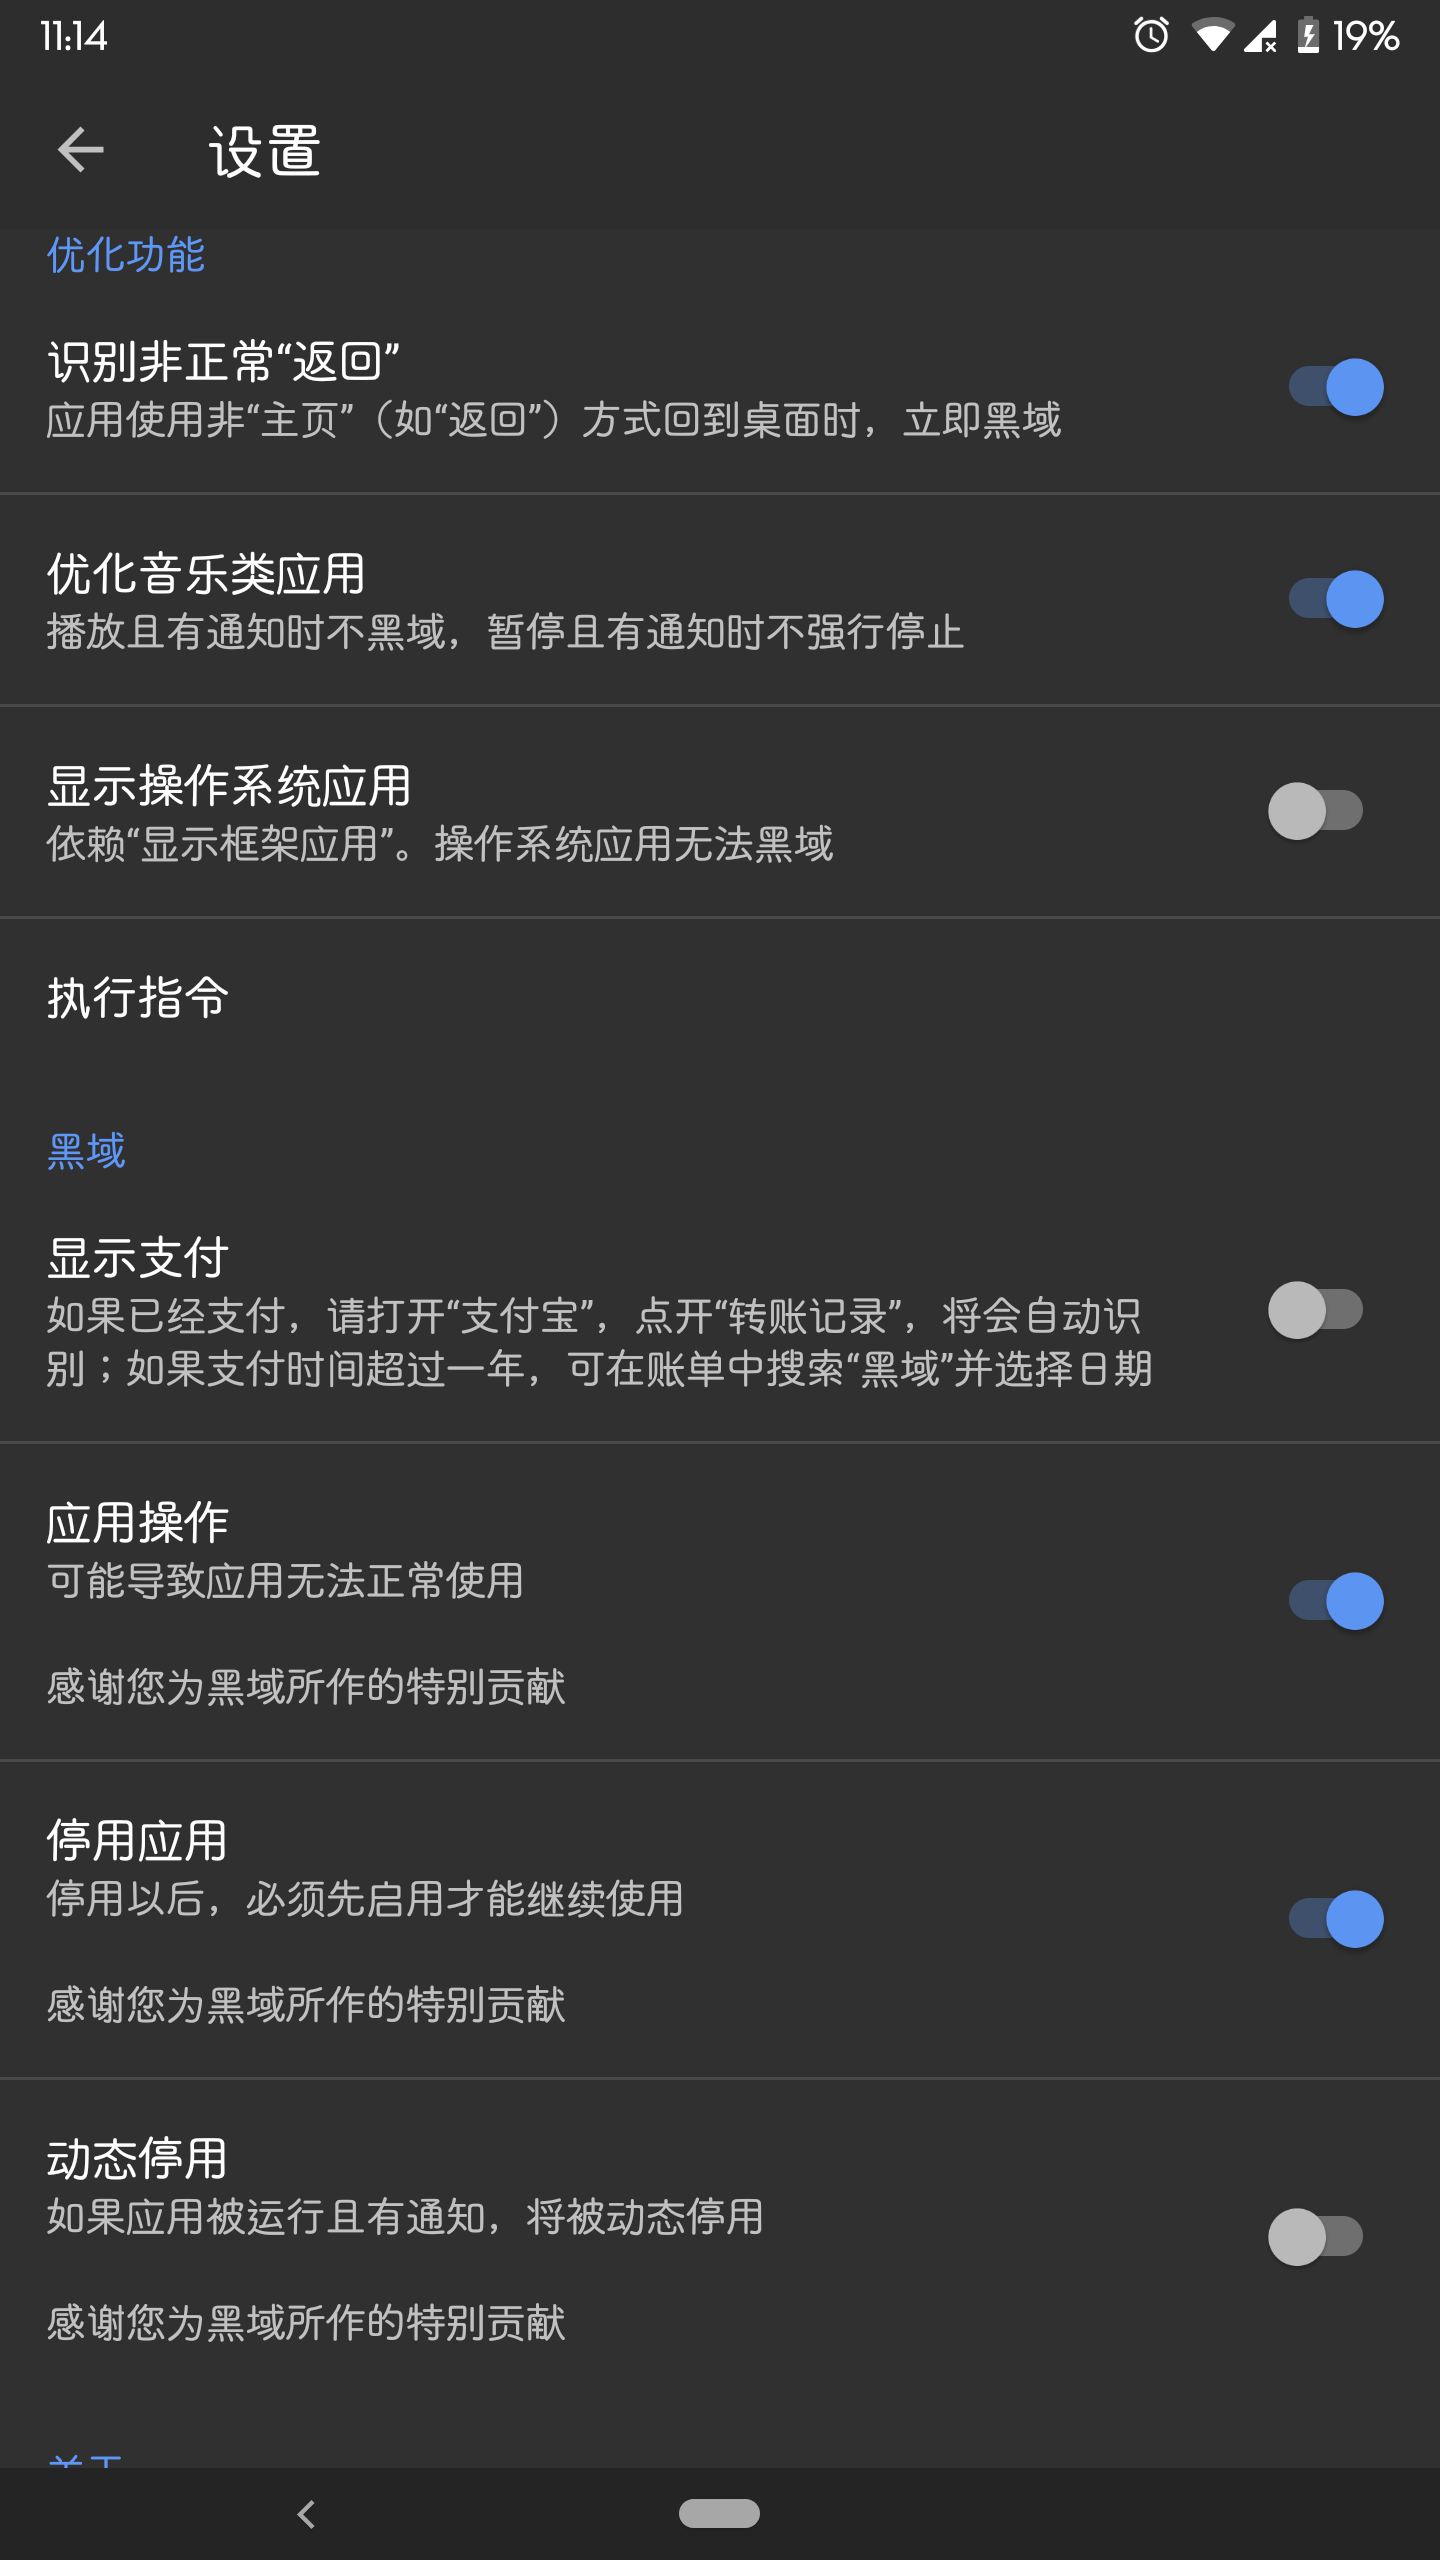 11:14
19%
设置
优化功能
识别非正常“返回”
应用使用非“主页”（如“返回”）方式回到桌面时，立即黑域
优化音乐类应用
播放且有通知时不黑域，暂停且有通知时不强行停止
显示操作系统应用
依赖“显示框架应用”。操作系统应用无法黑域
执行指令
黑域
显示支付
如果已经支付，请打开“支付宝”，点开“转账记录”，将会自动识
别；如果支付时间超过一年，可在账单中搜索“黑域”并选择日期
应用操作
可能导致应用无法正常使用
感谢您为黑域所作的特别贡献
停用应用
停用以后，必须先启用才能继续使用
感谢您为黑域所作的特别贡献
动态停用
如果应用被运行且有通知，将被动态停用
感谢您为黑域所作的特别贡献